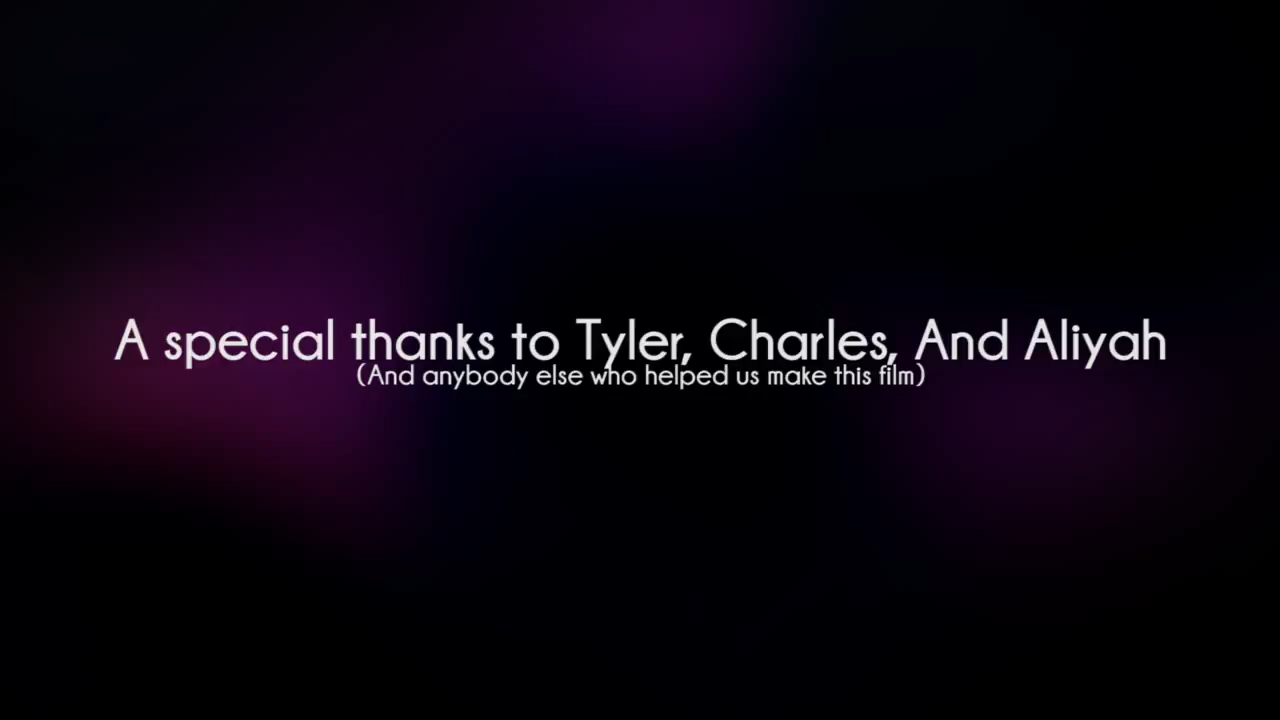 A special thanks to Tyler, Charles, And Aliyah
(And anybody else who helped us make this film)